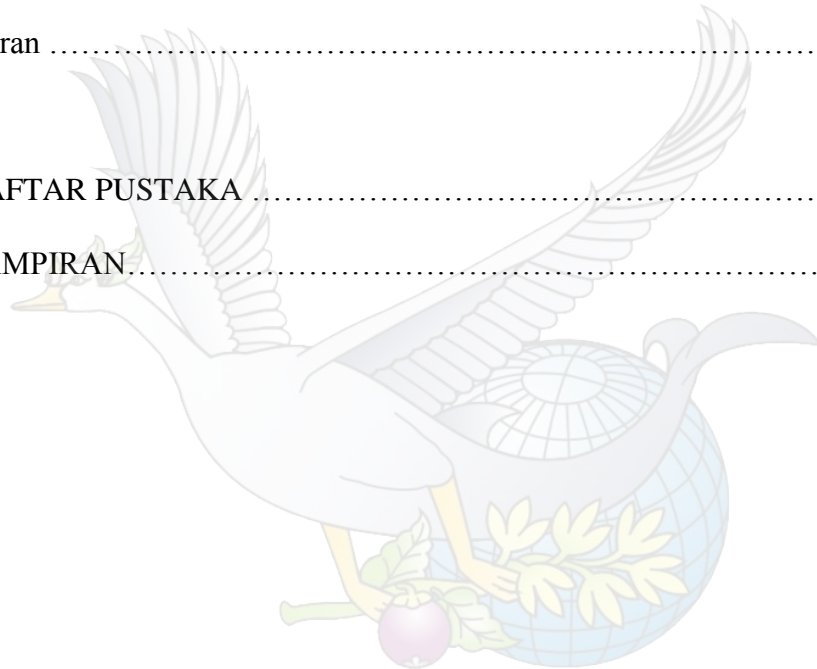 ran ……………………………………………………………………
AFTAR PUSTAKA ……………………………………………………
MPIRAN……………………………………………………………